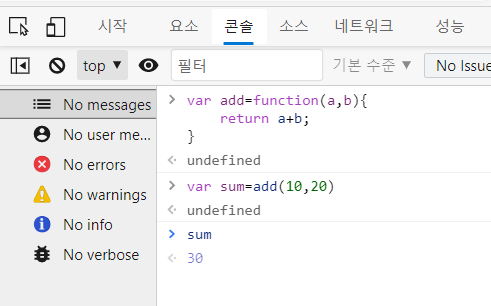 시작 요소 콘솔 소스 네트워크 성능
top ▼ 필터 기본 수준 ▼ No Issue
No messages
No user me...
No errors
No warnings
No info
No verbose
> var add=function(a,b){
return a+b;
}
undefined
> var sum=add(10,20)
undefined
> sum
30